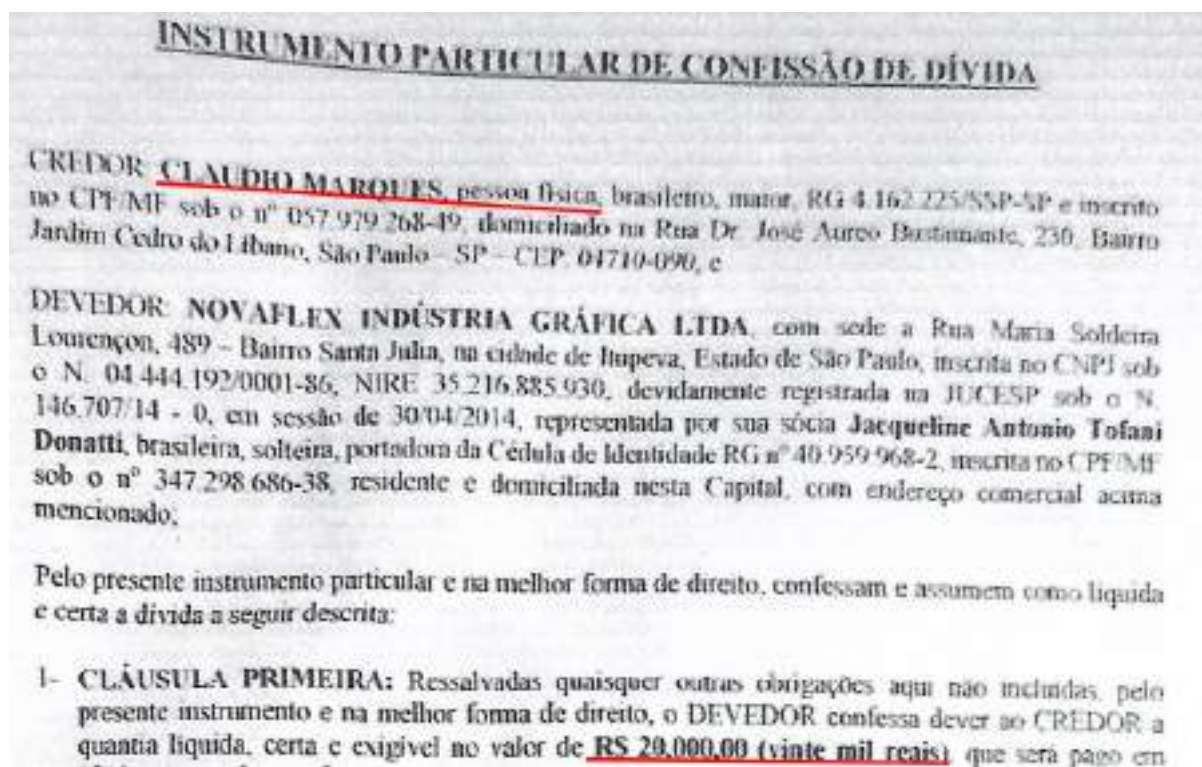 INSTRUMENTO PARTICULAR DE CONFISSÃO DE DÍVIDA
CREDOR: CLAUDIO MARQUES, pessoa física, brasileiro, maior, RG 4.162.225/SSP-SP e inscrito
no CPF/MF sob o nº 057.979.268-49, domiciliado na Rua Dr. José Aureo Bustamante, 230, Bairro
Jardim Cedro do Líbano, São Paulo – SP – CEP. 04710-090, e
DEVEDOR: NOVAFLEX INDÚSTRIA GRÁFICA LTDA, com sede a Rua Maria Soldeira
Lourençon, 489 – Bairro Santa Julia, na cidade de Itupeva, Estado de São Paulo, inscrita no CNPJ sob
o N. 04.444.192/0001-86, NIRE 35.216.885.930, devidamente registrada na JUCESP sob o N.
146.707/14 - 0, em sessão de 30/04/2014, representada por sua sócia Jacqueline Antonio Tofani
Donatti, brasileira, solteira, portadora da Cédula de Identidade RG nº 40.959.968-2, inscrita no CPF/MF
sob o nº 347.298.686-38, residente e domiciliada nesta Capital, com endereço comercial acima
mencionado;
Pelo presente instrumento particular e na melhor forma de direito, confessam e assumem como liquida
e certa a divida a seguir descrita:
1- CLÁUSULA PRIMEIRA: Ressalvadas quaisquer outras obrigações aqui não incluidas, pelo
presente instrumento e na melhor forma de direito, o DEVEDOR confessa dever ao CREDOR a
quantia liquida, certa e exigível no valor de R$ 20.000,00 (vinte mil reais), que será pago em